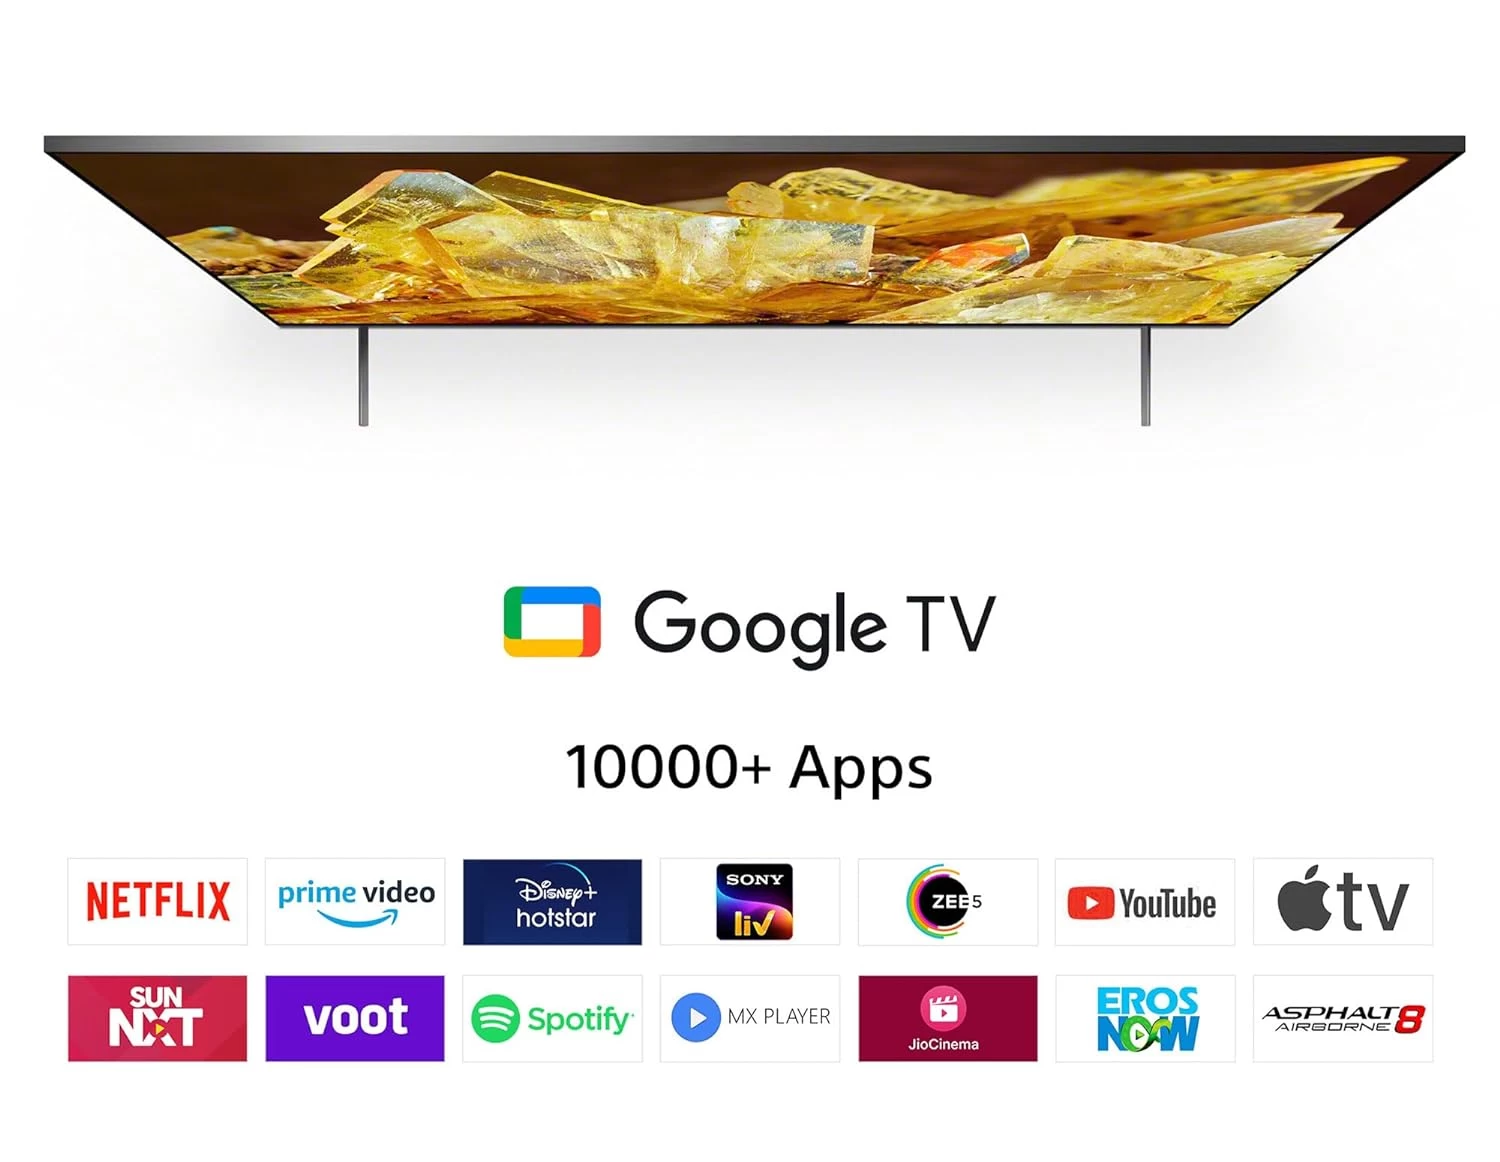 Google TV
10000+ Apps
NETFLIX
prime video
Disney+
hotstar
SONY
liv
ZEE5
YouTube
tv
SUN
NXT
voot
Spotify
MX PLAYER
JioCinema
EROS
NOW
ASPHALT 8
AIRBORNE